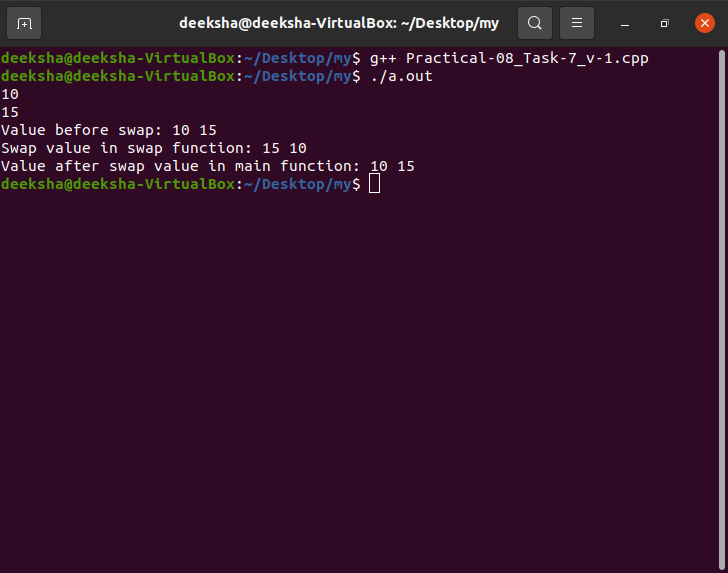 deeksha@deeksha-VirtualBox: ~/Desktop/my
deeksha@deeksha-VirtualBox:~/Desktop/my$ g++ Practical-08_Task-7_v-1.cpp
deeksha@deeksha-VirtualBox:~/Desktop/my$ ./a.out
10
15
Value before swap: 10 15
Swap value in swap function: 15 10
Value after swap value in main function: 10 15
deeksha@deeksha-VirtualBox:~/Desktop/my$